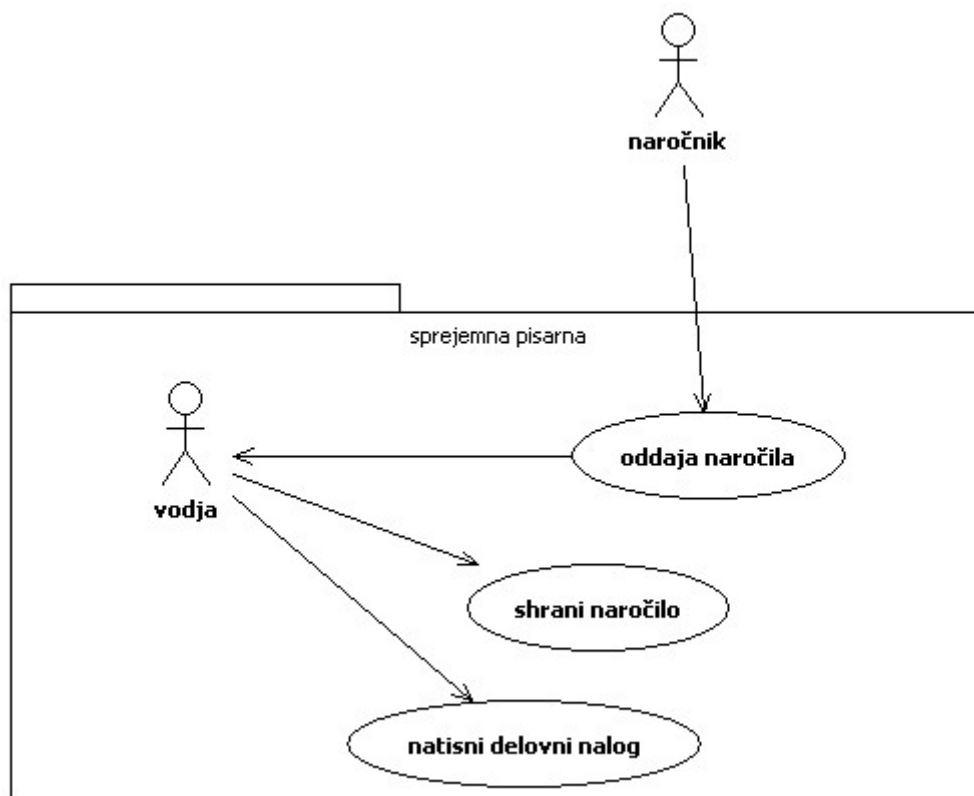 naročnik
sprejemna pisarna
oddaja naročila
vodja
shrani naročilo
natisni delovni nalog